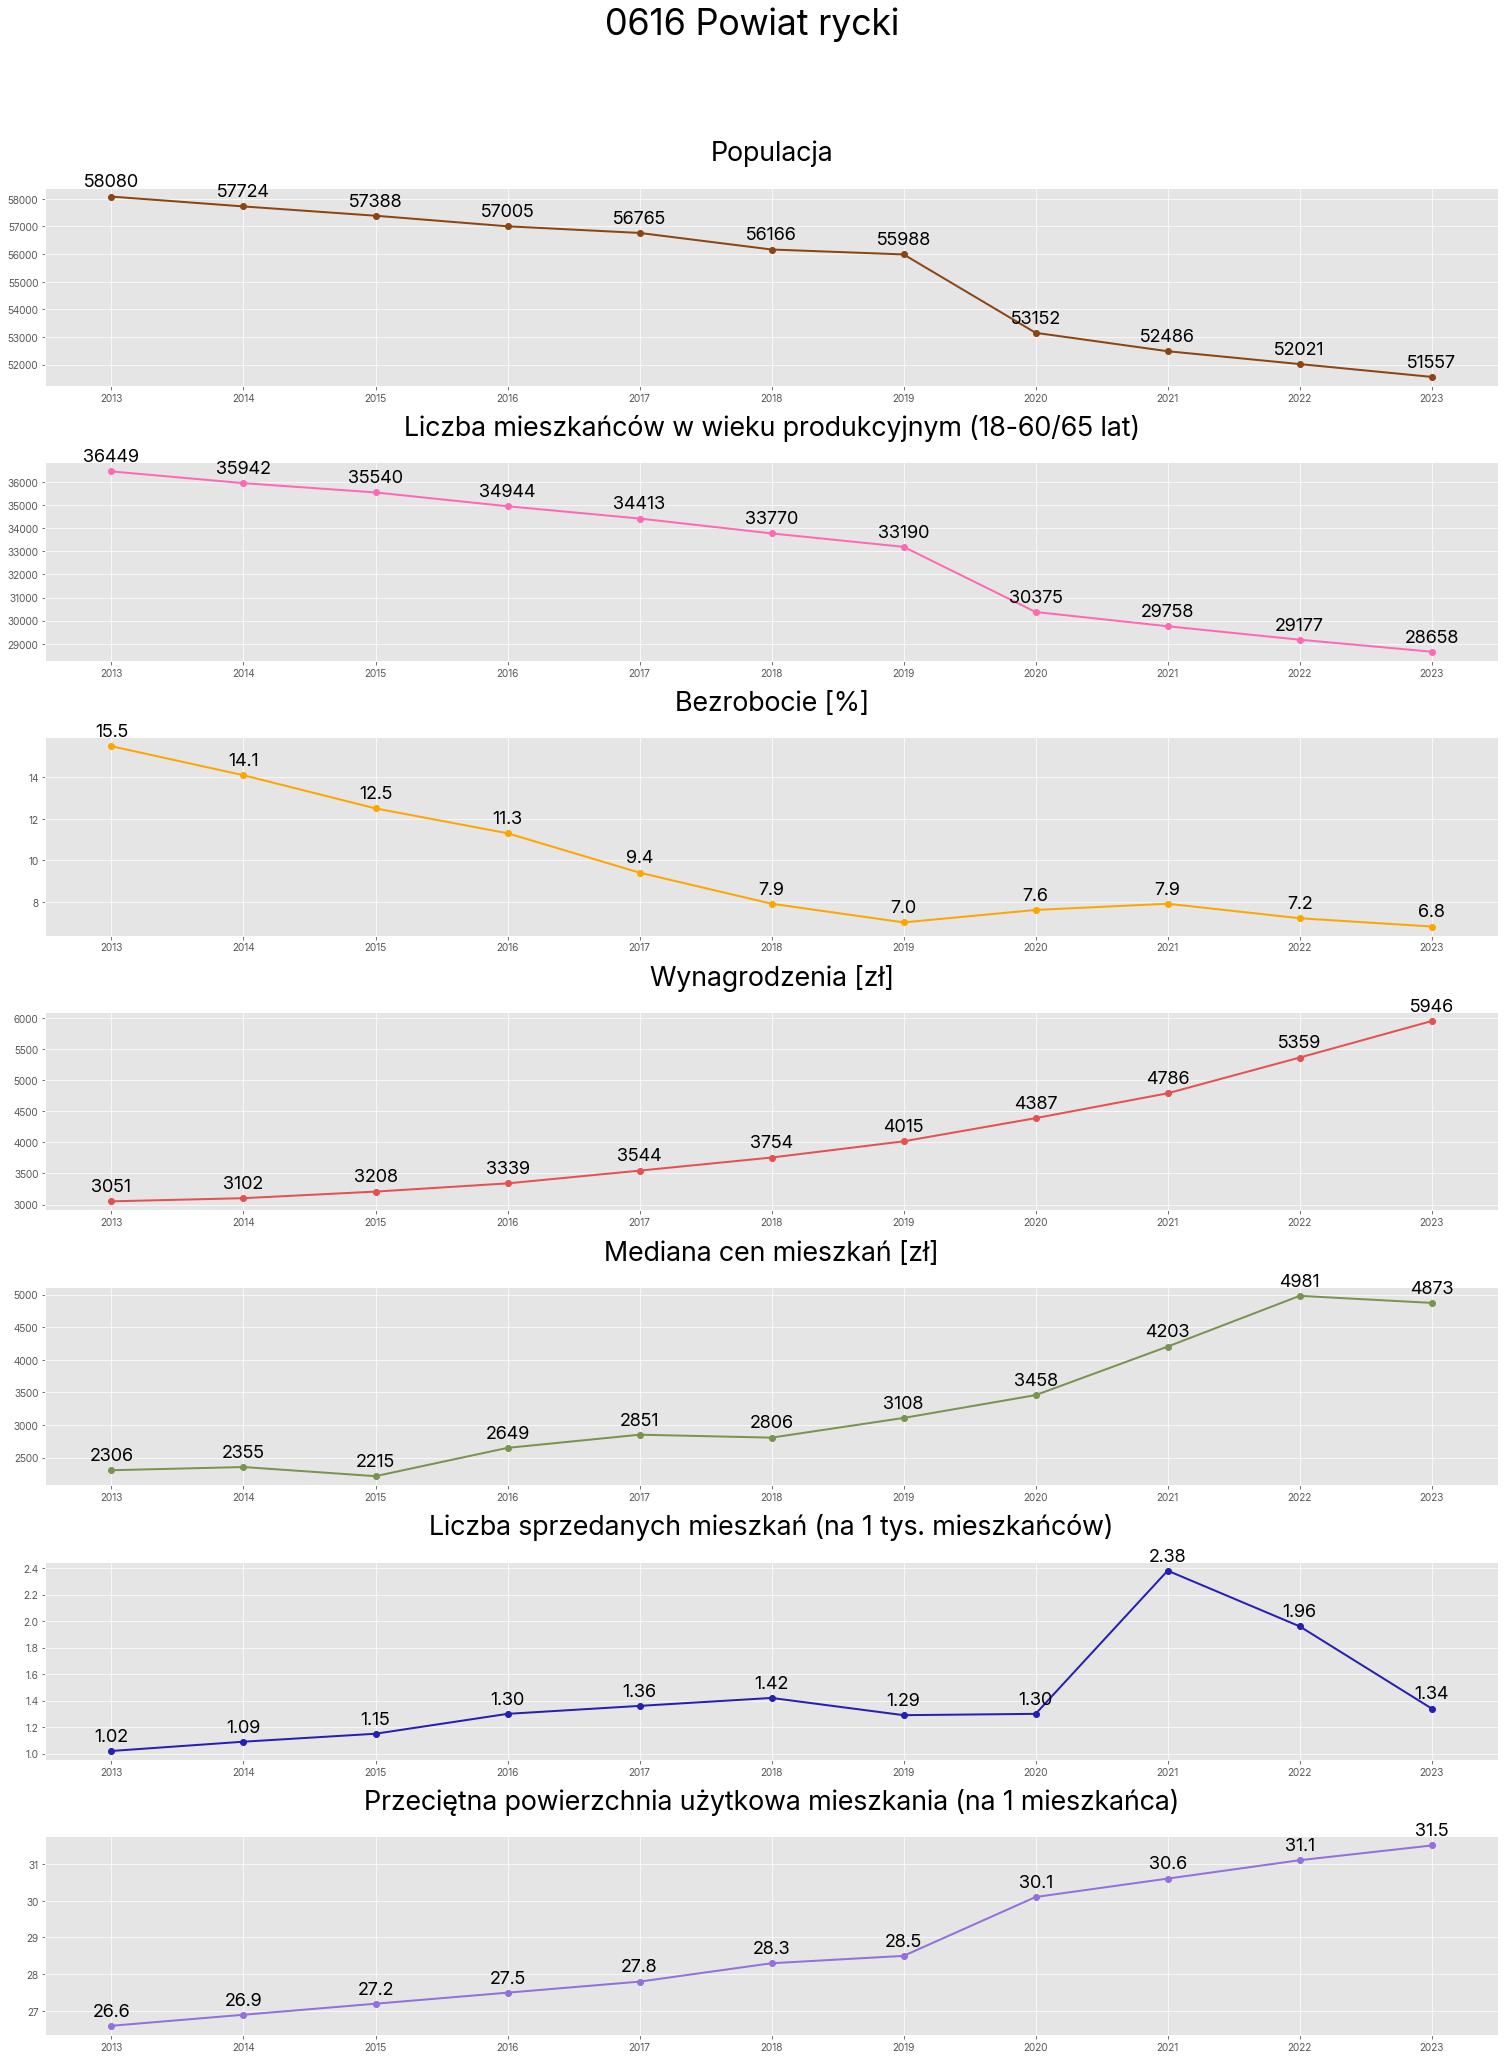 0616 Powiat rycki
Populacja
58080 57724 57388 57005 56765 56166 55988 53152 52486 52021 51557
58000
57000
56000
55000
54000
53000
52000
2013 2014 2015 2016 2017 2018 2019 2020 2021 2022 2023
Liczba mieszkańców w wieku produkcyjnym (18-60/65 lat)
36449 35942 35540 34944 34413 33770 33190 30375 29758 29177 28658
36000
35000
34000
33000
32000
31000
30000
29000
2013 2014 2015 2016 2017 2018 2019 2020 2021 2022 2023
Bezrobocie [%]
15.5 14.1 12.5 11.3 9.4 7.9 7.0 7.6 7.9 7.2 6.8
14
12
10
8
2013 2014 2015 2016 2017 2018 2019 2020 2021 2022 2023
Wynagrodzenia [zł]
3051 3102 3208 3339 3544 3754 4015 4387 4786 5359 5946
6000
5500
5000
4500
4000
3500
3000
2013 2014 2015 2016 2017 2018 2019 2020 2021 2022 2023
Mediana cen mieszkań [zł]
2306 2355 2215 2649 2851 2806 3108 3458 4203 4981 4873
5000
4500
4000
3500
3000
2500
2013 2014 2015 2016 2017 2018 2019 2020 2021 2022 2023
Liczba sprzedanych mieszkań (na 1 tys. mieszkańców)
1.02 1.09 1.15 1.30 1.36 1.42 1.29 1.30 2.38 1.96 1.34
2.4
2.2
2.0
1.8
1.6
1.4
1.2
1.0
2013 2014 2015 2016 2017 2018 2019 2020 2021 2022 2023
Przeciętna powierzchnia użytkowa mieszkania (na 1 mieszkańca)
26.6 26.9 27.2 27.5 27.8 28.3 28.5 30.1 30.6 31.1 31.5
31
30
29
28
27
2013 2014 2015 2016 2017 2018 2019 2020 2021 2022 2023